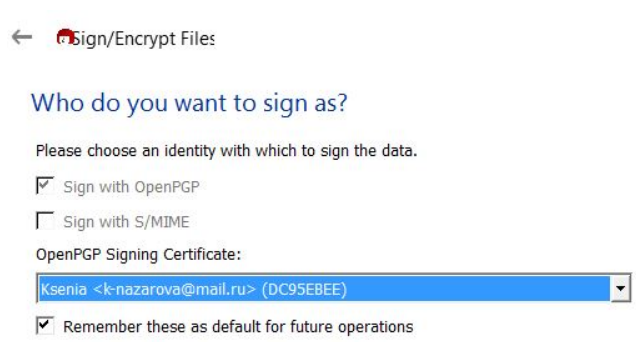 Sign/Encrypt Files
Who do you want to sign as?
Please choose an identity with which to sign the data.
Sign with OpenPGP
Sign with S/MIME
OpenPGP Signing Certificate:
Ksenia <k-nazarova@mail.ru> (DC95EBEE)
Remember these as default for future operations